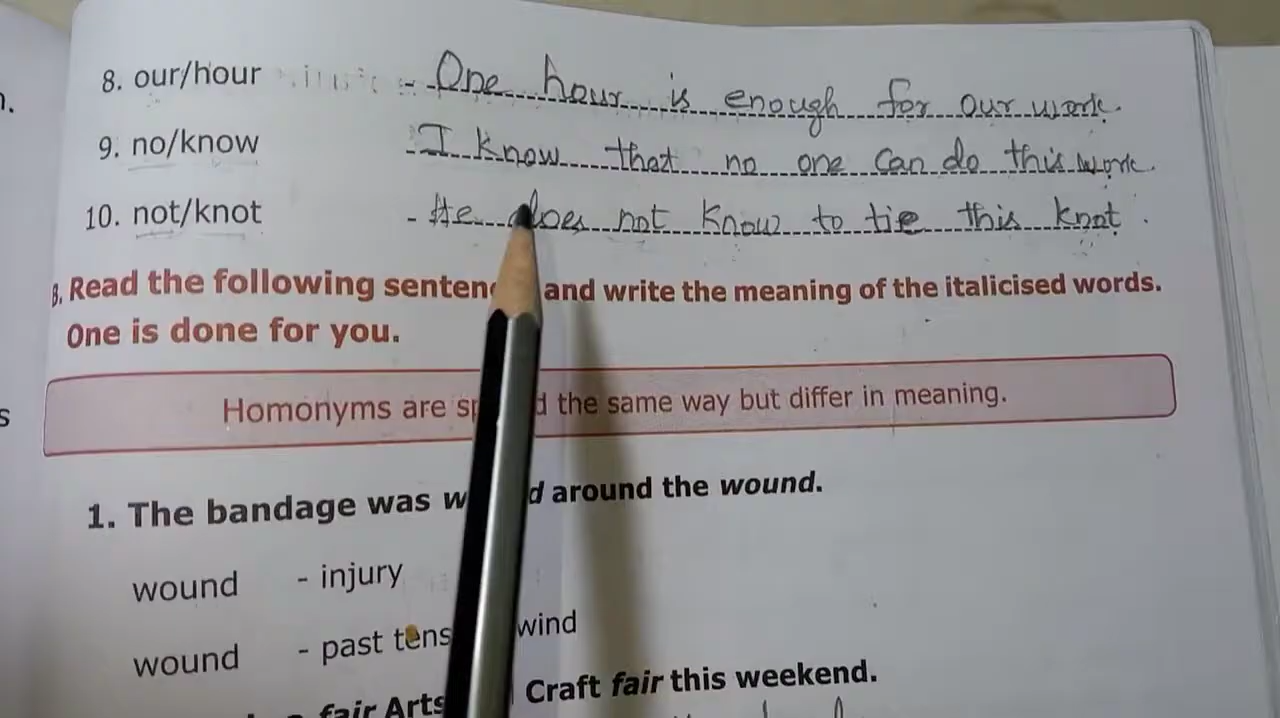 8. our/hour - One hour is enough for our work.
9. no/know - I know that no one can do this work.
10. not/knot - He does not know to tie this knot.
B. Read the following and write the meaning of the italicised words.
One is done for you.
Homonyms are the same way but differ in meaning.
1. The bandage was around the wound.
wound - injury
wound - past wind
fair Arts Craft fair this weekend.